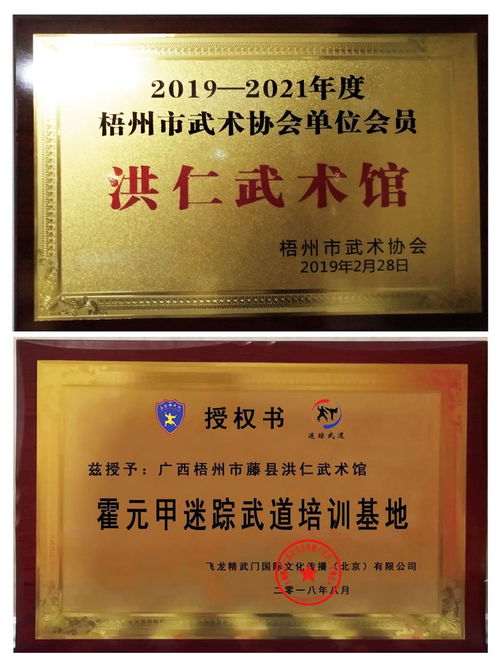 2019—2021年度
梧州市武术协会单位会员
洪仁武术馆
梧州市武术协会
2019年2月28日
授权书
迷踪武道
兹授予：广西梧州市藤县洪仁武术馆
霍元甲迷踪武道培训基地
飞龙精武门国际文化传播（北京）有限公司
二零一八年八月